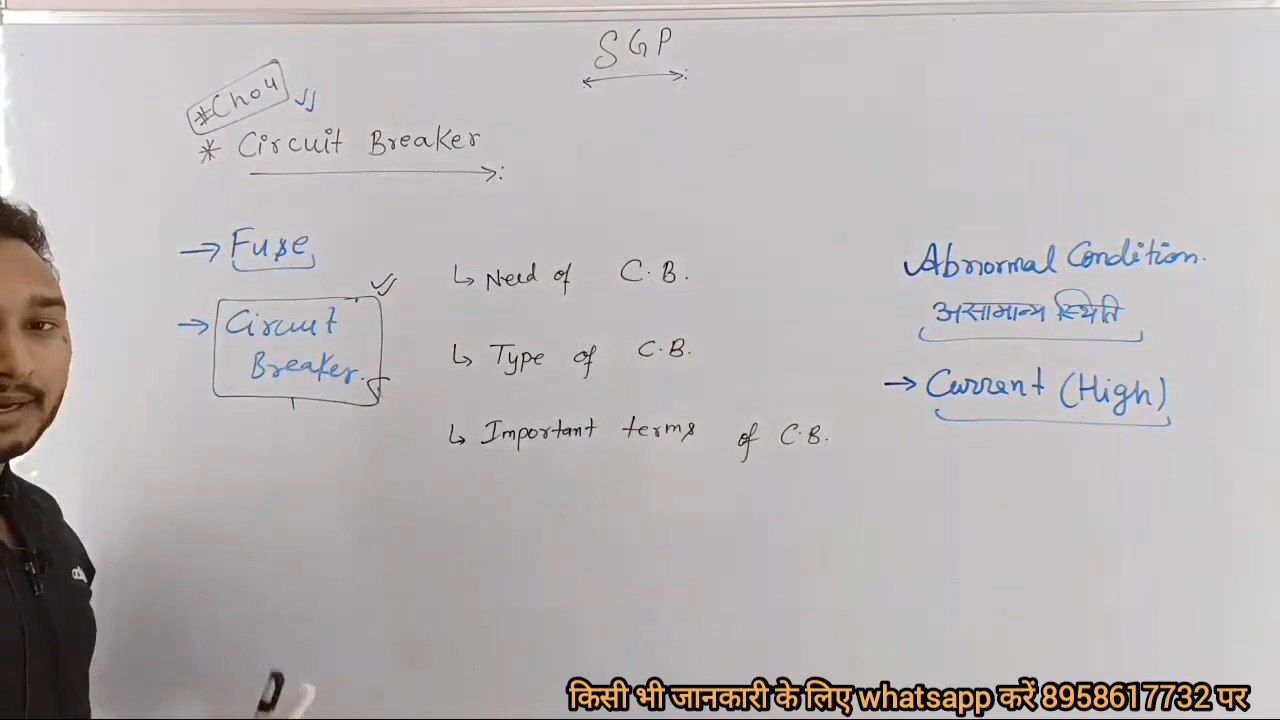 SGP
#Ch04
* Circuit Breaker
→ Fuse
→ Circuit
Breaker.
↳ Need of C.B.
↳ Type of C.B.
↳ Important terms of C.B.
Abnormal Condition.
असामान्य स्थिति
→ Current (High)
किसी भी जानकारी के लिए whatsapp करें 8958617732 पर